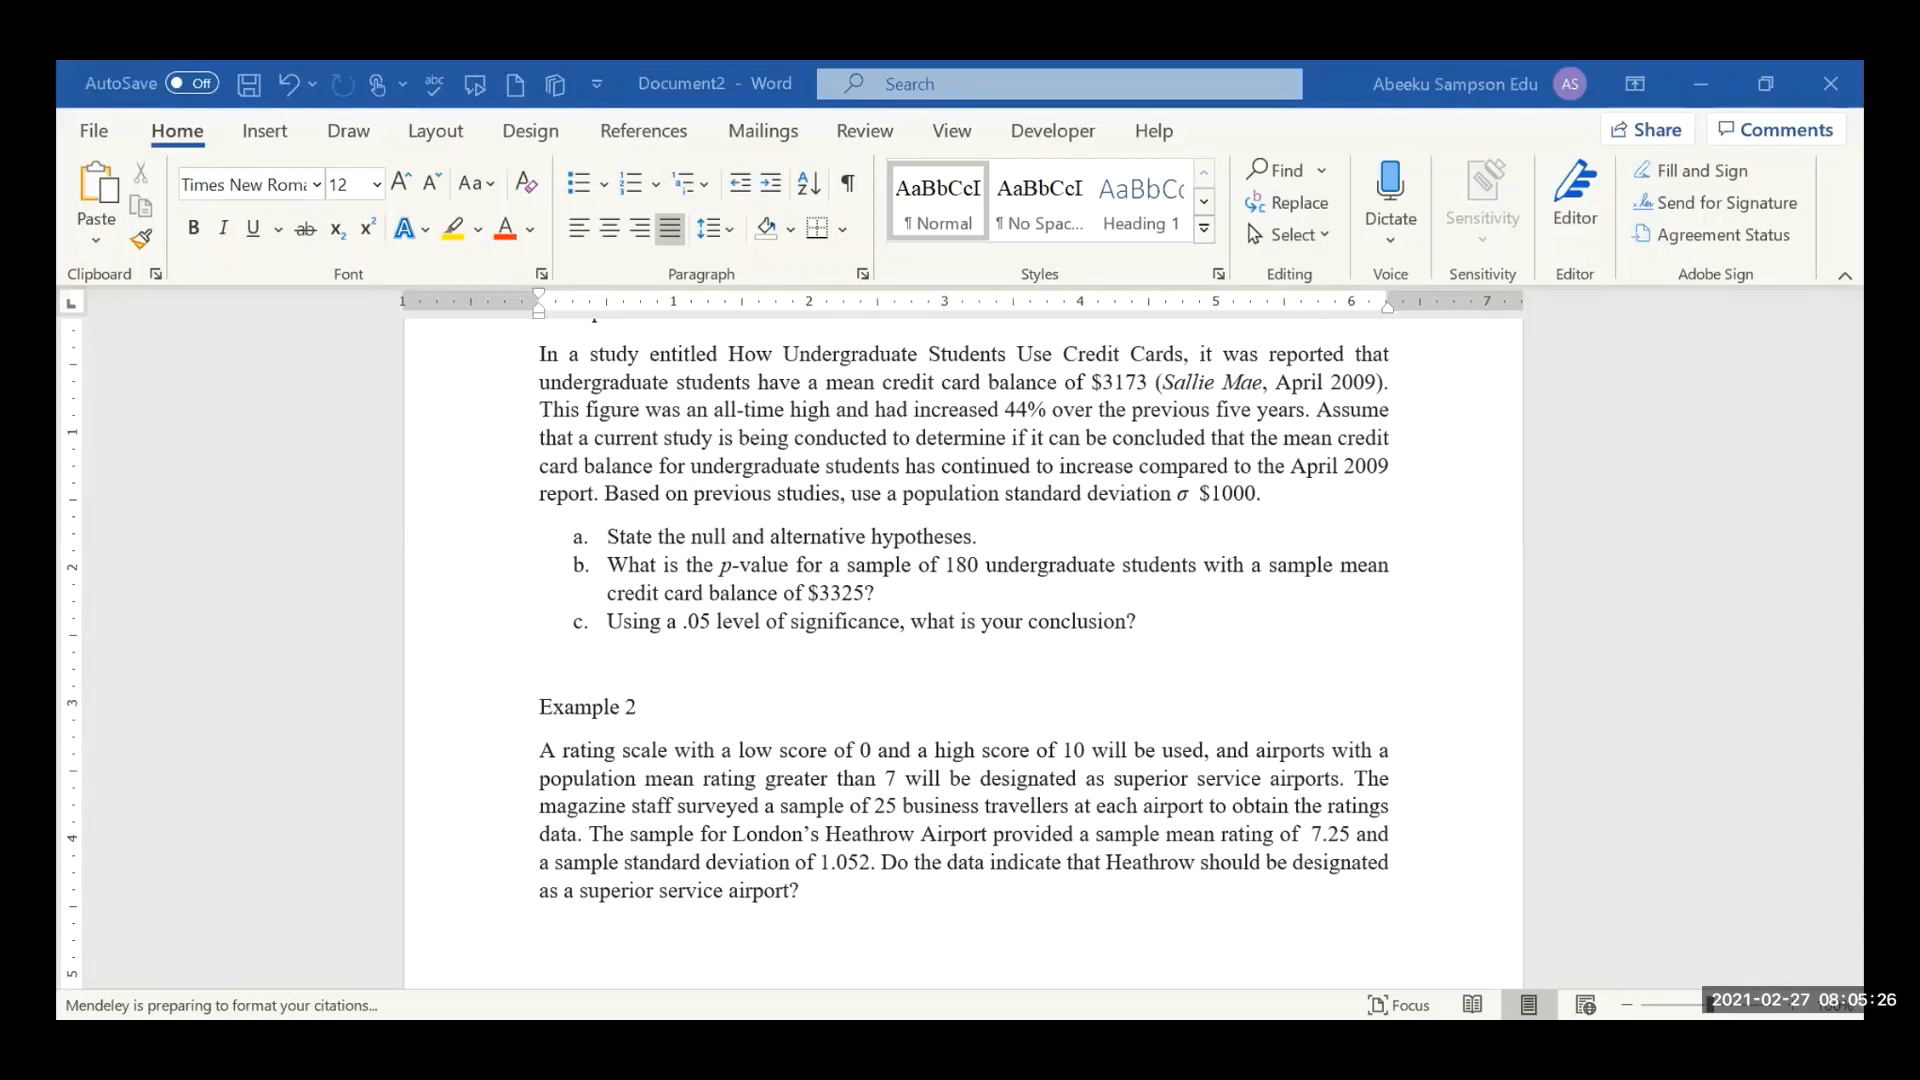 AutoSave Off Document2 - Word Search Abeeku Sampson Edu AS
File Home Insert Draw Layout Design References Mailings Review View Developer Help Share Comments
Paste
Times New Roma 12
AaBbCcI AaBbCcI AaBbCc
¶ Normal ¶ No Spac... Heading 1
Find
Replace
Select
Dictate
Sensitivity
Editor
Fill and Sign
Send for Signature
Agreement Status
Clipboard Font Paragraph Styles Editing Voice Sensitivity Editor Adobe Sign
1 1 2 3 4 5 6 7
In a study entitled How Undergraduate Students Use Credit Cards, it was reported that
undergraduate students have a mean credit card balance of $3173 (Sallie Mae, April 2009).
This figure was an all-time high and had increased 44% over the previous five years. Assume
that a current study is being conducted to determine if it can be concluded that the mean credit
card balance for undergraduate students has continued to increase compared to the April 2009
report. Based on previous studies, use a population standard deviation σ $1000.
a. State the null and alternative hypotheses.
b. What is the p-value for a sample of 180 undergraduate students with a sample mean
credit card balance of $3325?
c. Using a .05 level of significance, what is your conclusion?
Example 2
A rating scale with a low score of 0 and a high score of 10 will be used, and airports with a
population mean rating greater than 7 will be designated as superior service airports. The
magazine staff surveyed a sample of 25 business travellers at each airport to obtain the ratings
data. The sample for London’s Heathrow Airport provided a sample mean rating of 7.25 and
a sample standard deviation of 1.052. Do the data indicate that Heathrow should be designated
as a superior service airport?
Mendeley is preparing to format your citations... Focus
2021-02-27 08:05:26